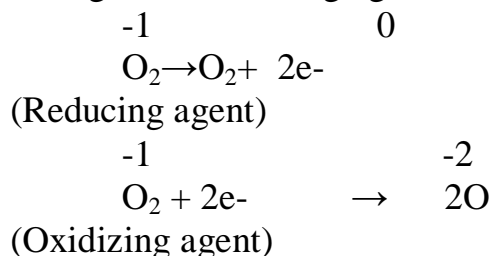 -1 0
O₂→O₂+ 2e-
(Reducing agent)
-1 -2
O₂ + 2e- → 2O
(Oxidizing agent)